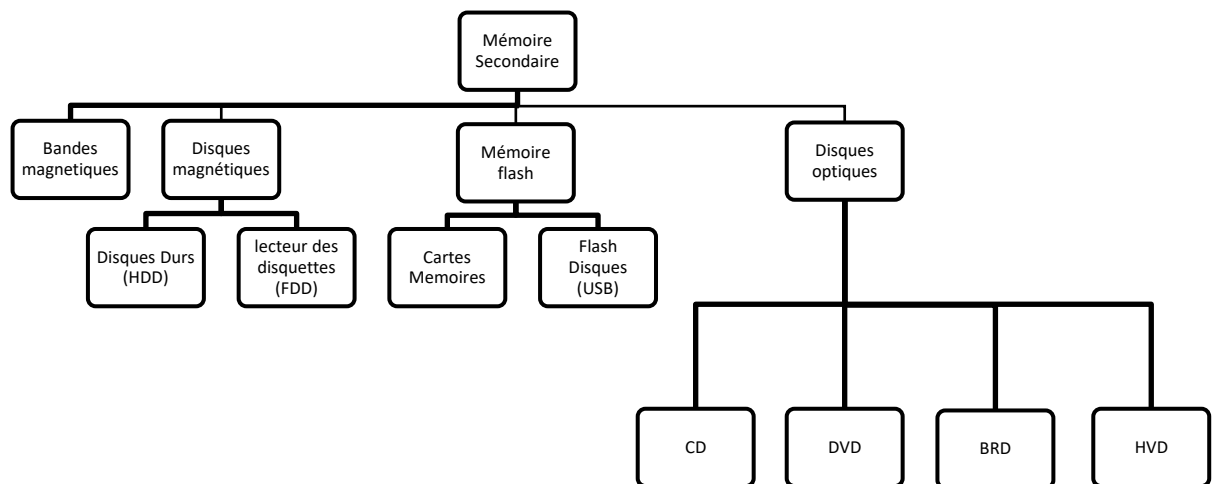 Mémoire
Secondaire
Bandes
magnetiques
Disques
magnétiques
Mémoire
flash
Disques
optiques
Disques Durs
(HDD)
lecteur des
disquettes
(FDD)
Cartes
Memoires
Flash
Disques
(USB)
CD
DVD
BRD
HVD